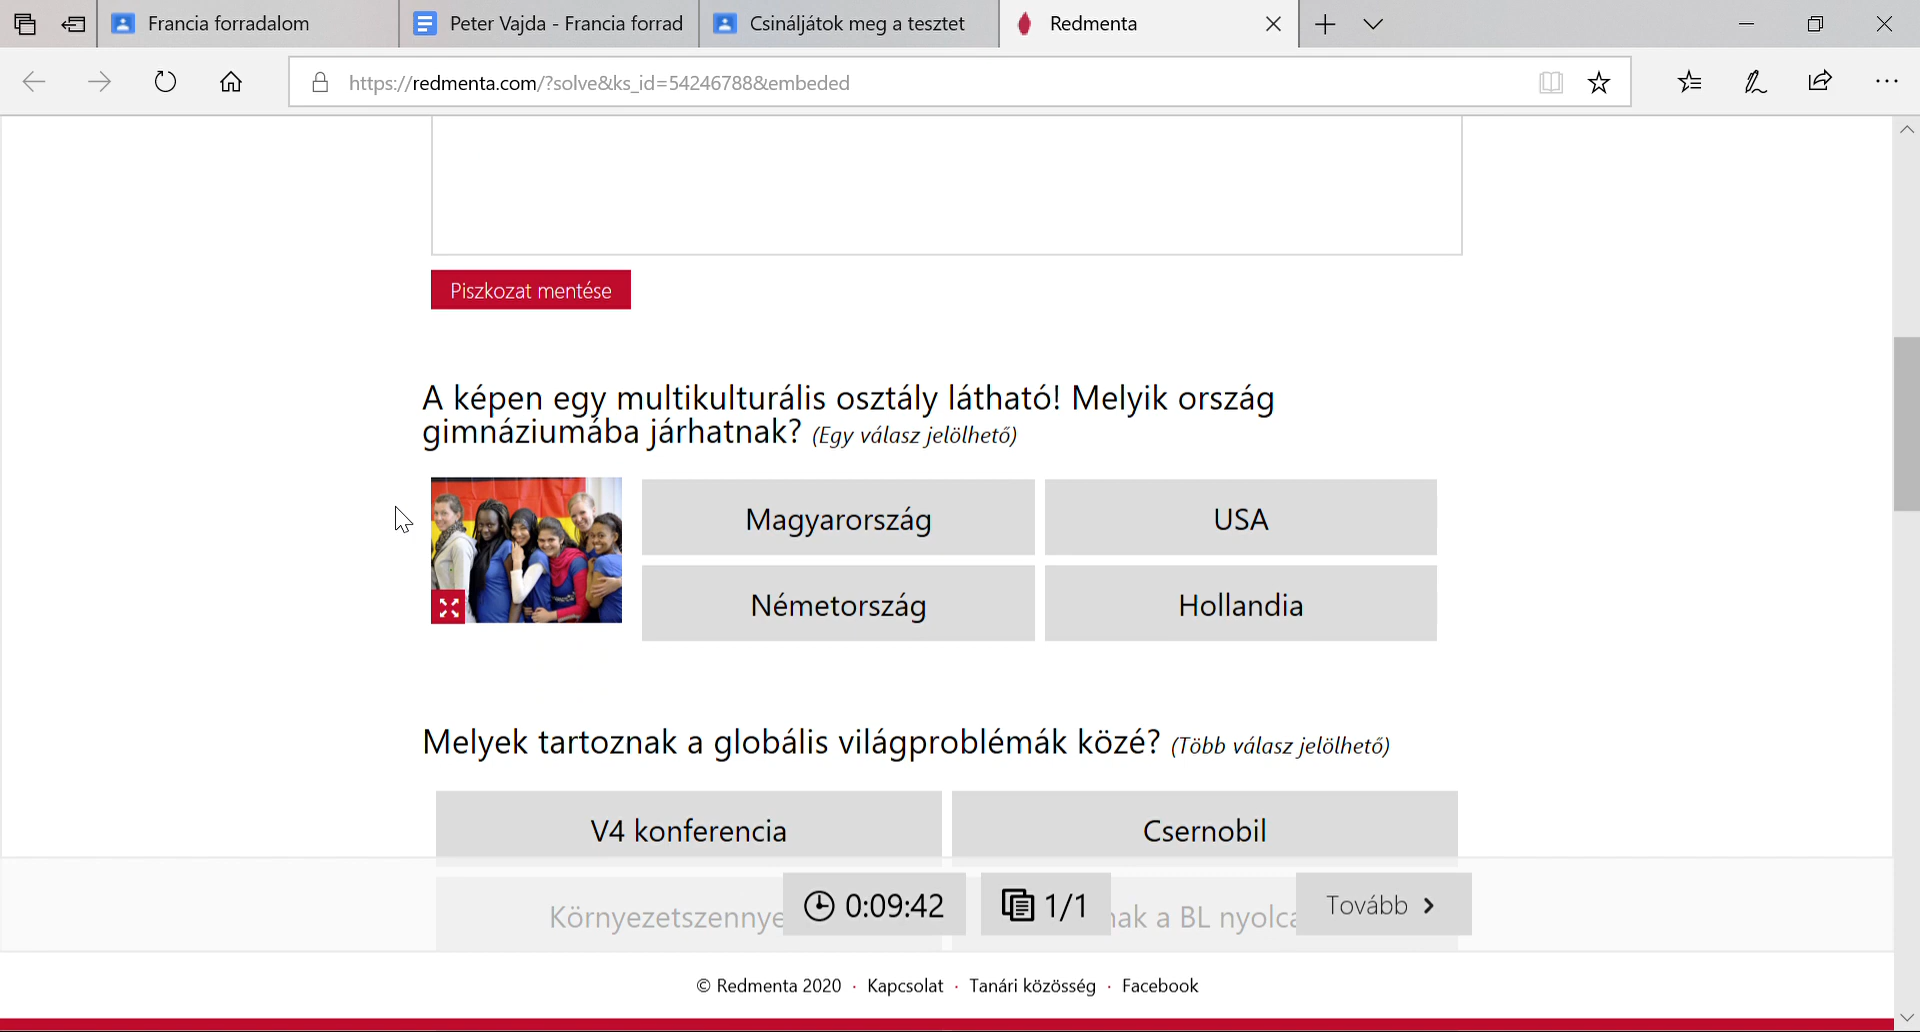 Francia forradalom
Peter Vajda - Francia forrad
Csináljátok meg a tesztet
Redmenta
https://redmenta.com/?solve&ks_id=54246788&embeded
Piszkozat mentése
A képen egy multikulturális osztály látható! Melyik ország
gimnáziumába járhatnak? (Egy válasz jelölhető)
Magyarország
USA
Németország
Hollandia
Melyek tartoznak a globális világproblémák közé? (Több válasz jelölhető)
V4 konferencia
Csernobil
0:09:42
1/1
a BL
Tovább
© Redmenta 2020 · Kapcsolat · Tanári közösség · Facebook